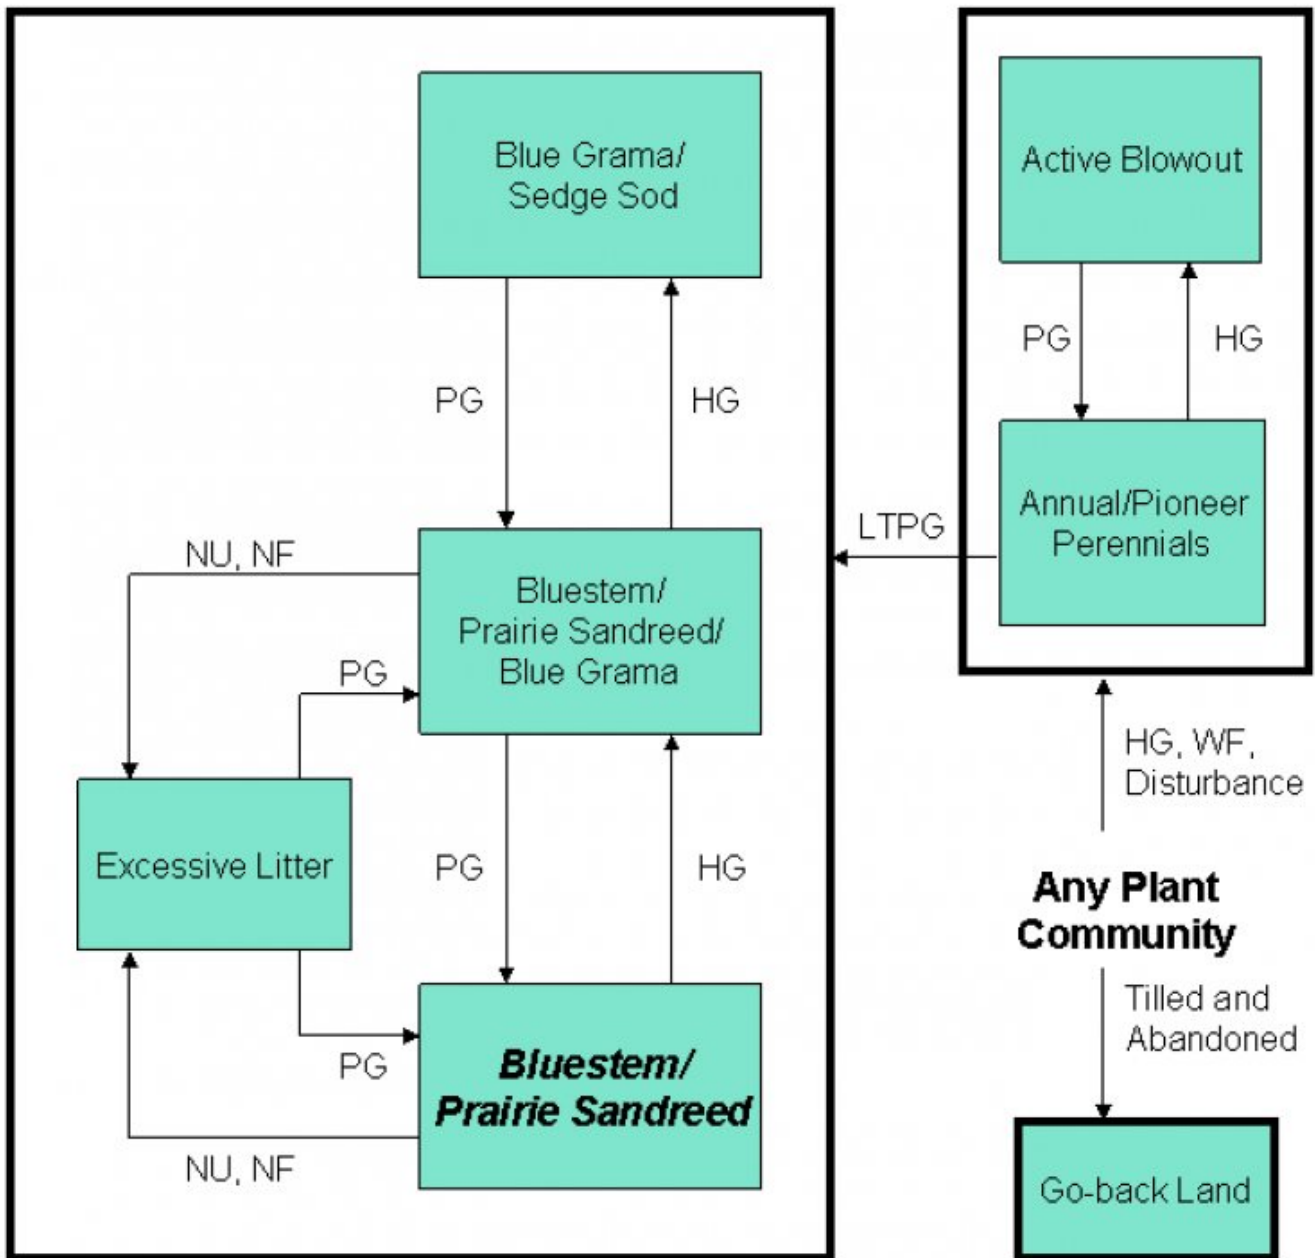 Blue Grama/
Sedge Sod
PG
HG
NU, NF
Bluestem/
Prairie Sandreed/
Blue Grama
PG
Excessive Litter
PG
HG
PG
Bluestem/
Prairie Sandreed
NU, NF
Active Blowout
PG
HG
LTPG
Annual/Pioneer
Perennials
HG, WF,
Disturbance
Any Plant
Community
Tilled and
Abandoned
Go-back Land